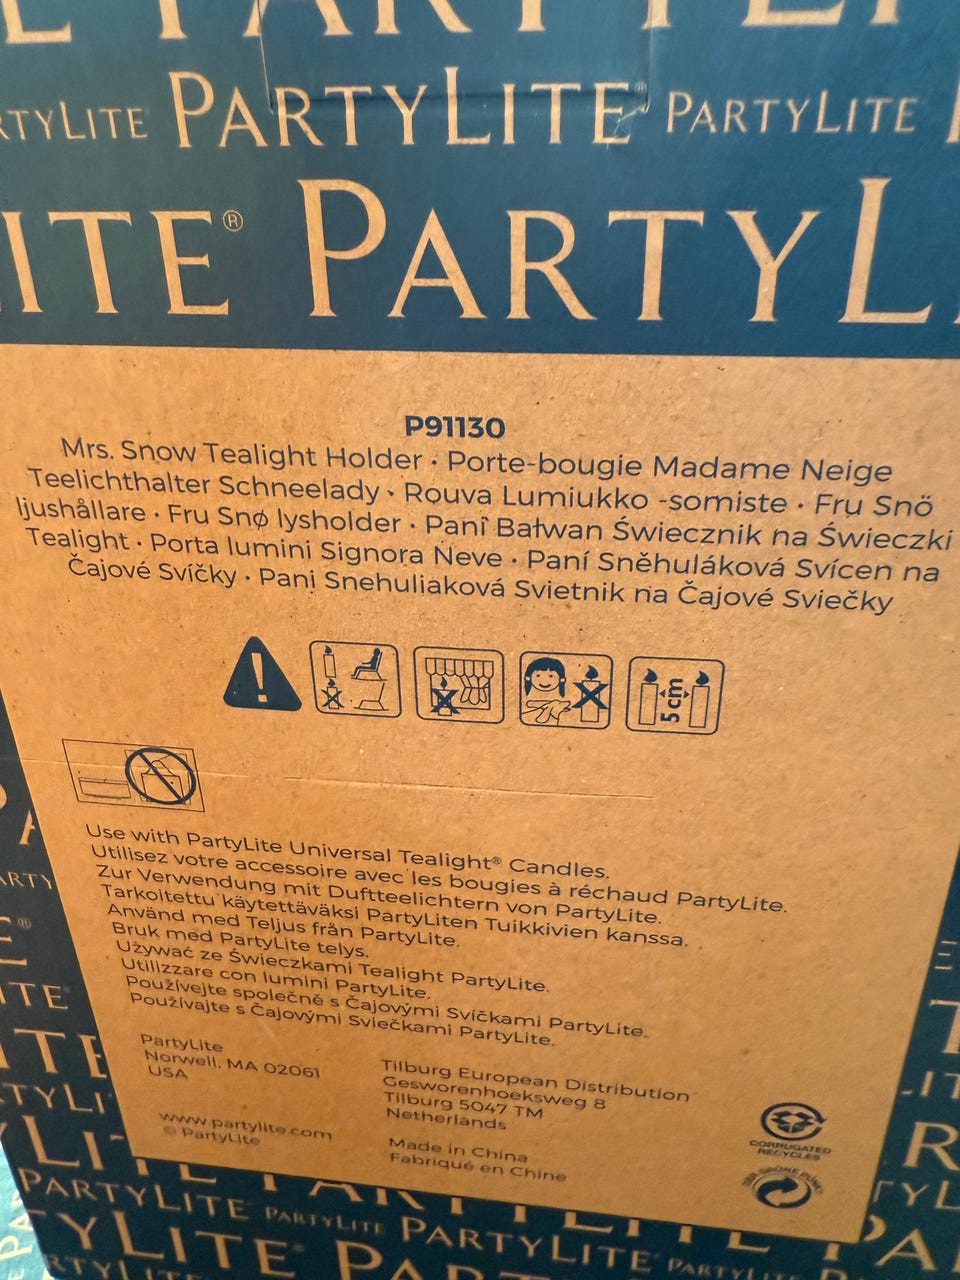 PARTYLITE PARTYLITE
LITE® PARTYL
P91130
Mrs. Snow Tealight Holder · Porte-bougie Madame Neige
Teelichthalter Schneelady · Rouva Lumiukko -somiste · Fru Snö
ljushållare · Fru Snø lysholder · Pani Bałwan Świecznik na Świeczki
Tealight · Porta lumini Signora Neve · Paní Sněhuláková Svícen na
Čajové Svíčky · Pani Snehuliaková Svietnik na Čajové Sviečky
5 cm
Use with PartyLite Universal Tealight® Candles.
Utilisez votre accessoire avec les bougies à réchaud PartyLite.
Zur Verwendung mit Duftteelichtern von PartyLite.
Tarkoitettu käytettäväksi PartyLiten Tuikkivien kanssa.
Använd med Teljus från PartyLite.
Bruk med PartyLite telys.
Używać ze Świeczkami Tealight PartyLite.
Utilizzare con lumini PartyLite.
Používejte společně s Čajovými Svíčkami PartyLite.
Používajte s Čajovými Sviečkami PartyLite.
PartyLite
Norwell, MA 02061
USA
www.partylite.com
© PartyLite
Tilburg European Distribution
Gesworenhoeksweg 8
Tilburg 5047 TM
Netherlands
Made in China
Fabriqué en Chine
CORRUGATED
RECYCLES
PARTYLITE PARTYLITE PARTYLITE PARTYLITE